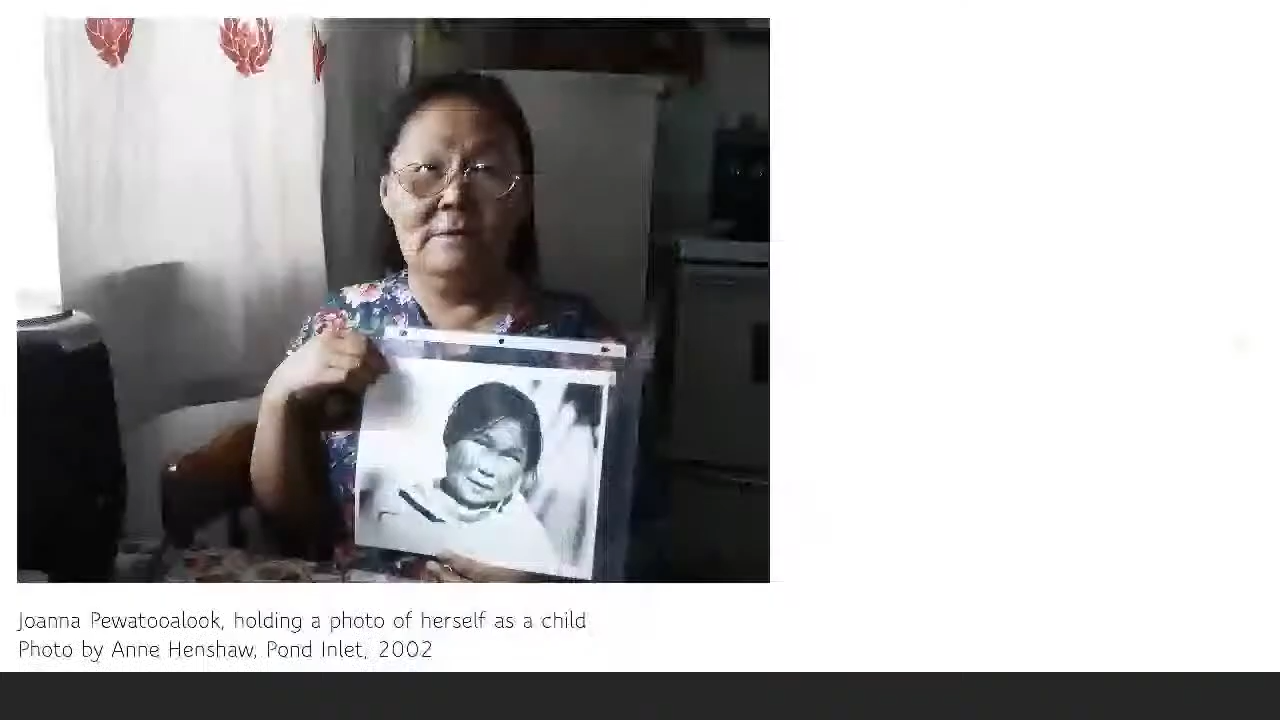 Joanna Pewatooalook, holding a photo of herself as a child
Photo by Anne Henshaw, Pond Inlet, 2002